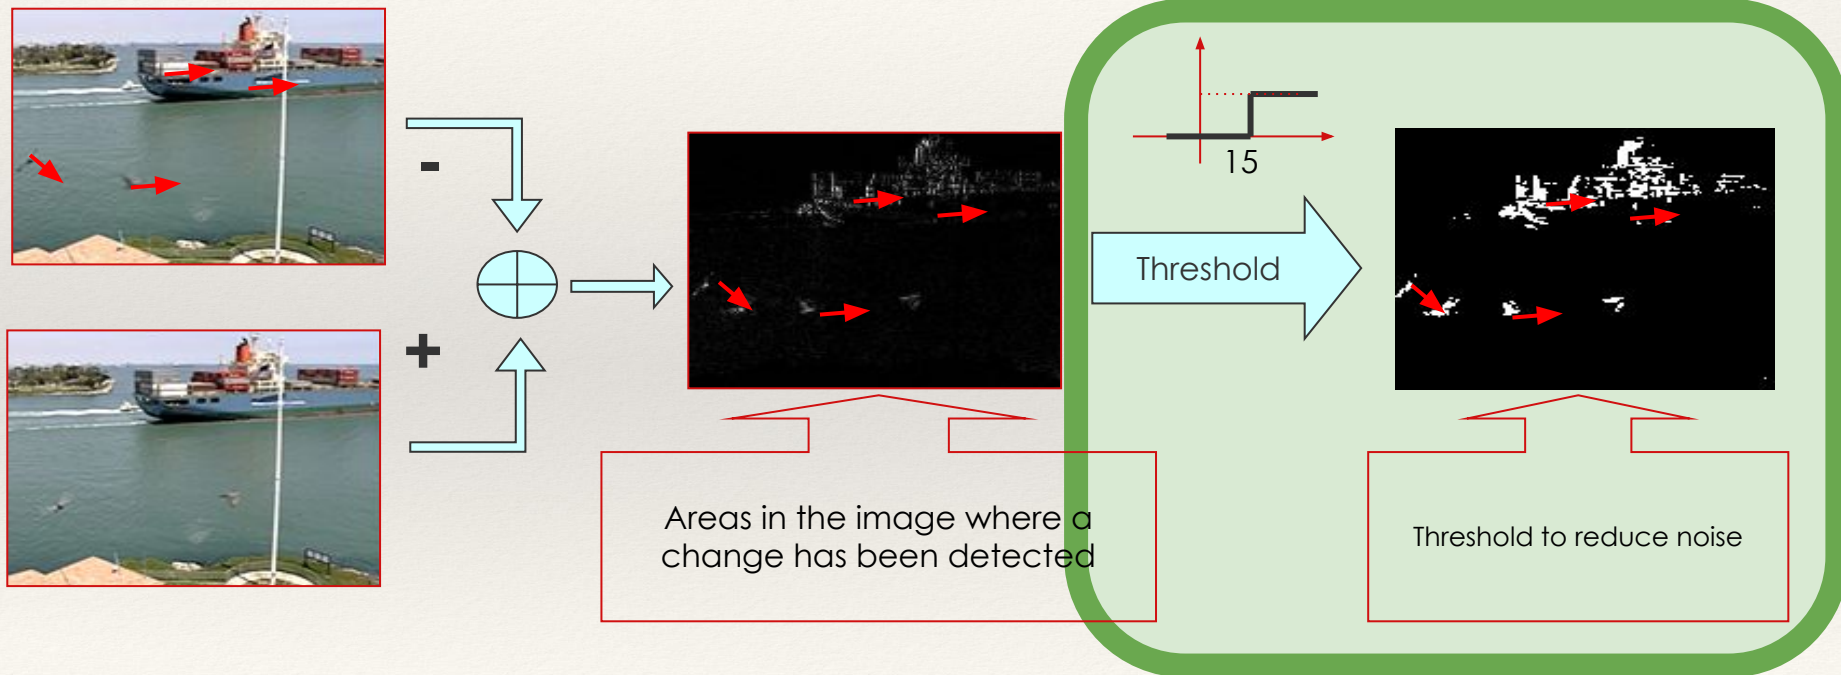 -
+
15
Threshold
Areas in the image where a
change has been detected
Threshold to reduce noise